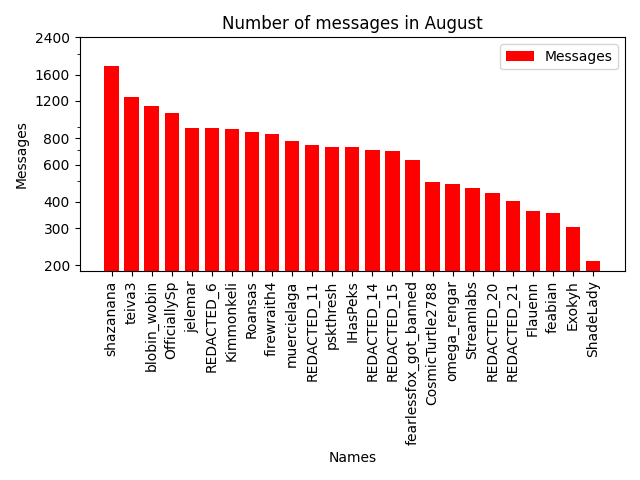 Number of messages in August
Messages
2400
1600
1200
800
600
400
300
200
Messages
shazanana
teiva3
blobin_wobin
OfficiallySp
jelemar
REDACTED_6
Kimmonkeli
Roansas
firewraith4
muercielaga
REDACTED_11
pskthresh
IHasPeks
REDACTED_14
REDACTED_15
fearlessfox_got_banned
CosmicTurtle2788
omega_rengar
Streamlabs
REDACTED_20
REDACTED_21
Flauenn
feabian
Exokyh
ShadeLady
Names